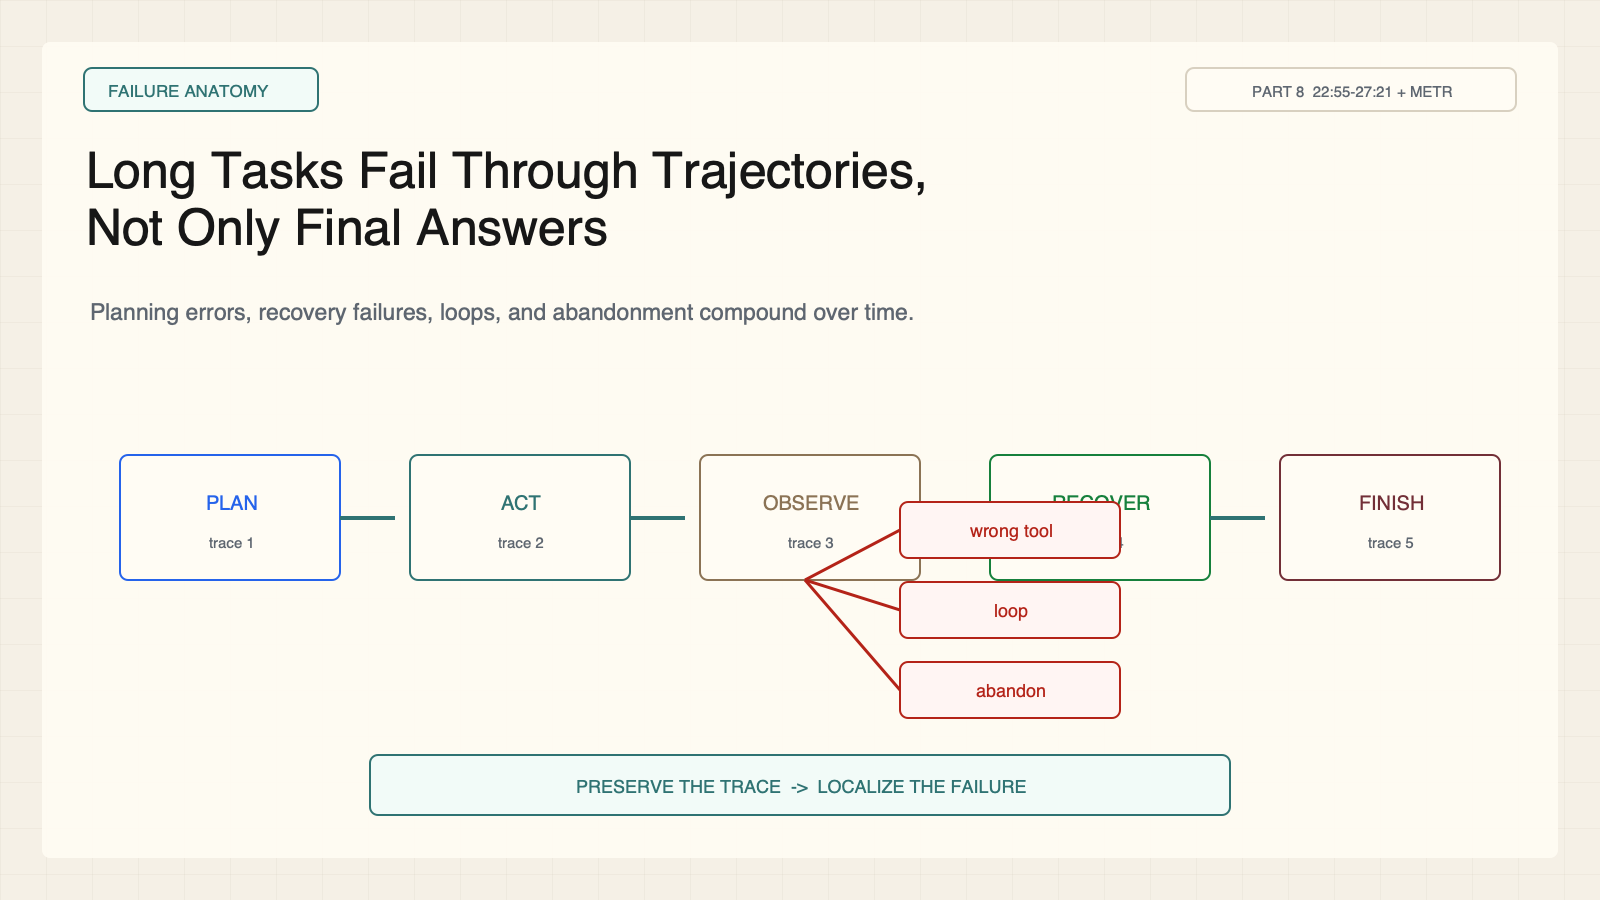 FAILURE ANATOMY
PART 8 22:55-27:21 + METR
Long Tasks Fail Through Trajectories,
Not Only Final Answers
Planning errors, recovery failures, loops, and abandonment compound over time.
PLAN
trace 1
ACT
trace 2
OBSERVE
trace 3
RECOVER
FINISH
trace 5
wrong tool
loop
abandon
PRESERVE THE TRACE -> LOCALIZE THE FAILURE